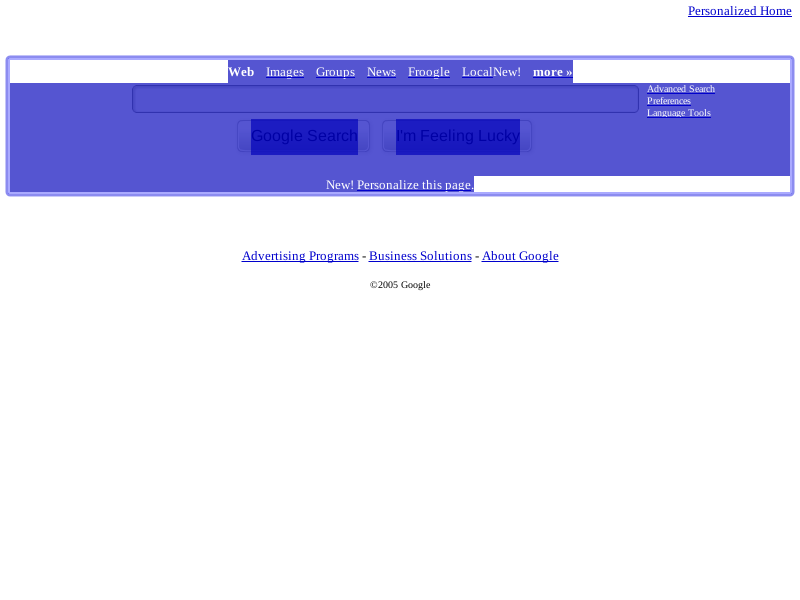 Personalized Home
Web Images Groups News Froogle LocalNew! more »
Advanced Search
Preferences
Language Tools
Google Search I'm Feeling Lucky
New! Personalize this page.
Advertising Programs - Business Solutions - About Google
©2005 Google